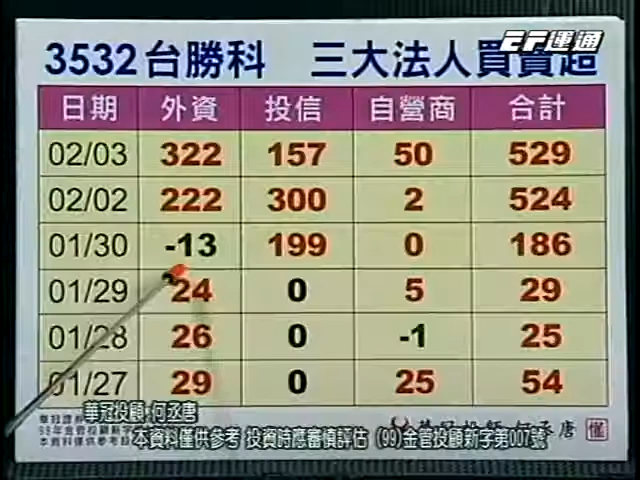 EF運通
3532台勝科 三大法人買賣超
日期 外資 投信 自營商 合計
02/03 322 157 50 529
02/02 222 300 2 524
01/30 -13 199 0 186
01/29 24 0 5 29
01/28 26 0 -1 25
01/27 29 0 25 54
華冠投顧 何丞唐
本資料僅供參考 投資時應審慎評估 (99)金管投顧新字第007號